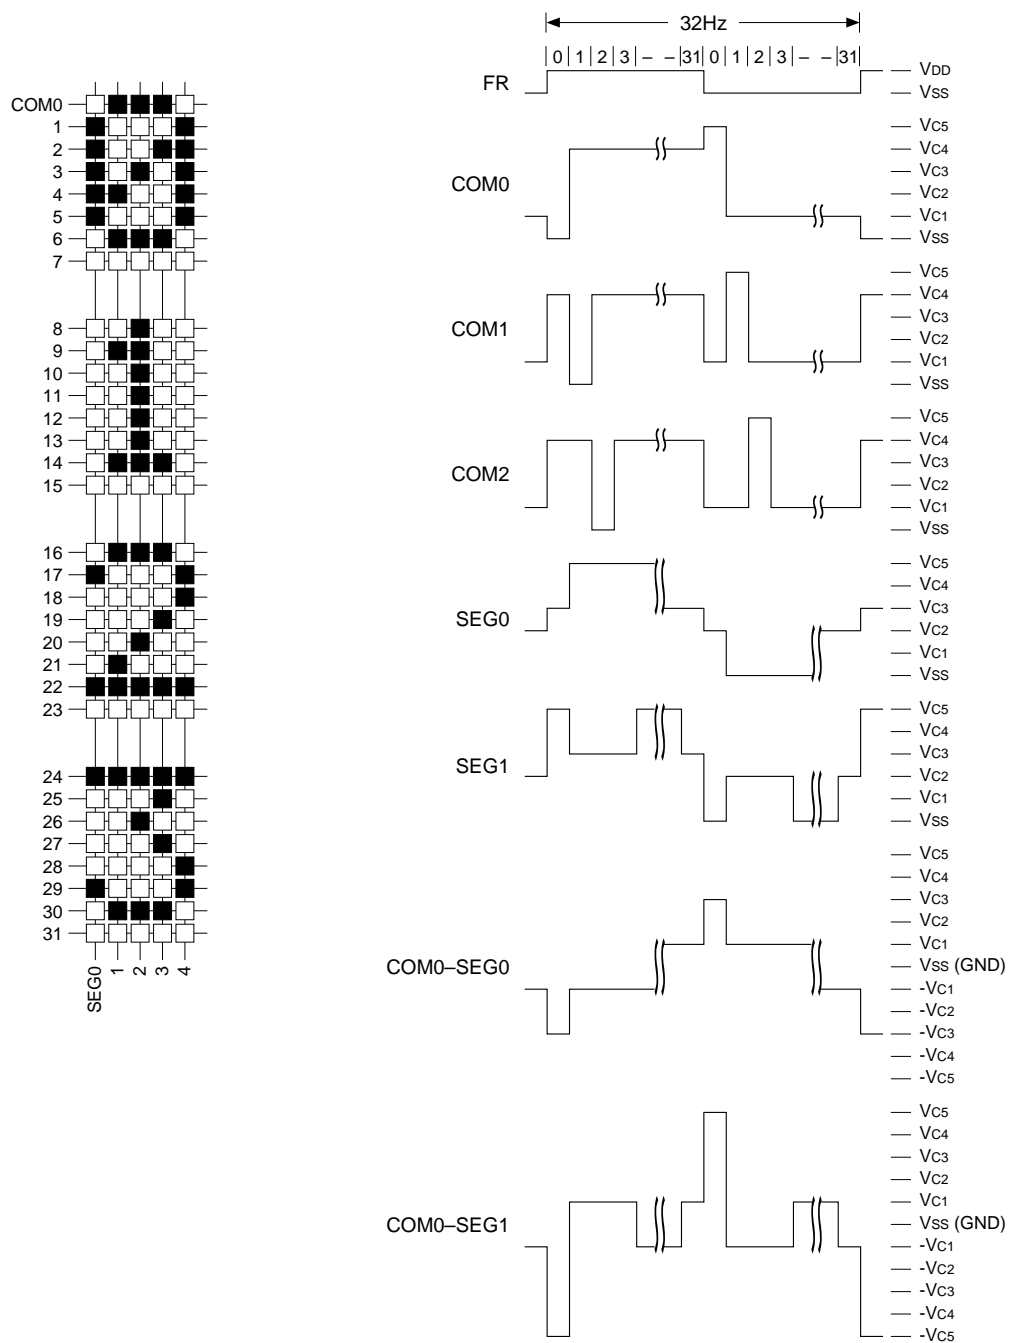 32Hz
0 1 2 3 – – 31 0 1 2 3 – – 31
FR
VDD
VSS
COM0
1
2
3
4
5
6
7
8
9
10
11
12
13
14
15
16
17
18
19
20
21
22
23
24
25
26
27
28
29
30
31
SEG0
1
2
3
4
COM0
VC5
VC4
VC3
VC2
VC1
VSS
COM1
VC5
VC4
VC3
VC2
VC1
VSS
COM2
VC5
VC4
VC3
VC2
VC1
VSS
SEG0
VC5
VC4
VC3
VC2
VC1
VSS
SEG1
VC5
VC4
VC3
VC2
VC1
VSS
COM0–SEG0
VC5
VC4
VC3
VC2
VC1
VSS (GND)
-VC1
-VC2
-VC3
-VC4
-VC5
COM0–SEG1
VC5
VC4
VC3
VC2
VC1
VSS (GND)
-VC1
-VC2
-VC3
-VC4
-VC5